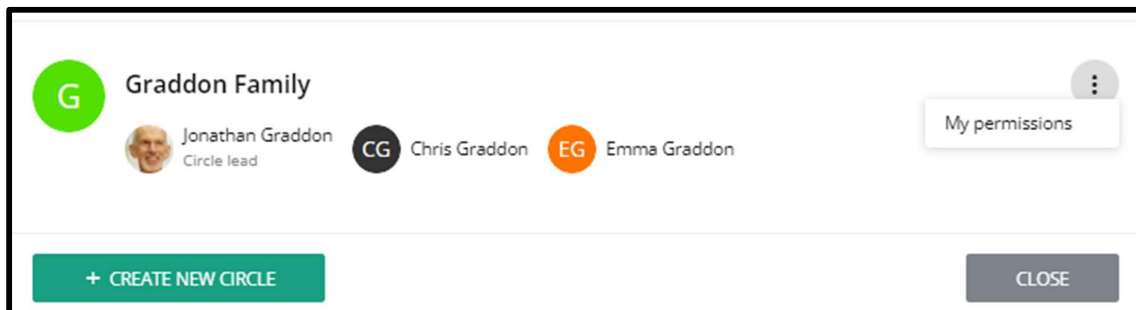 G
Graddon Family
Jonathan Graddon
Circle lead
CG
Chris Graddon
EG
Emma Graddon
My permissions
+ CREATE NEW CIRCLE
CLOSE